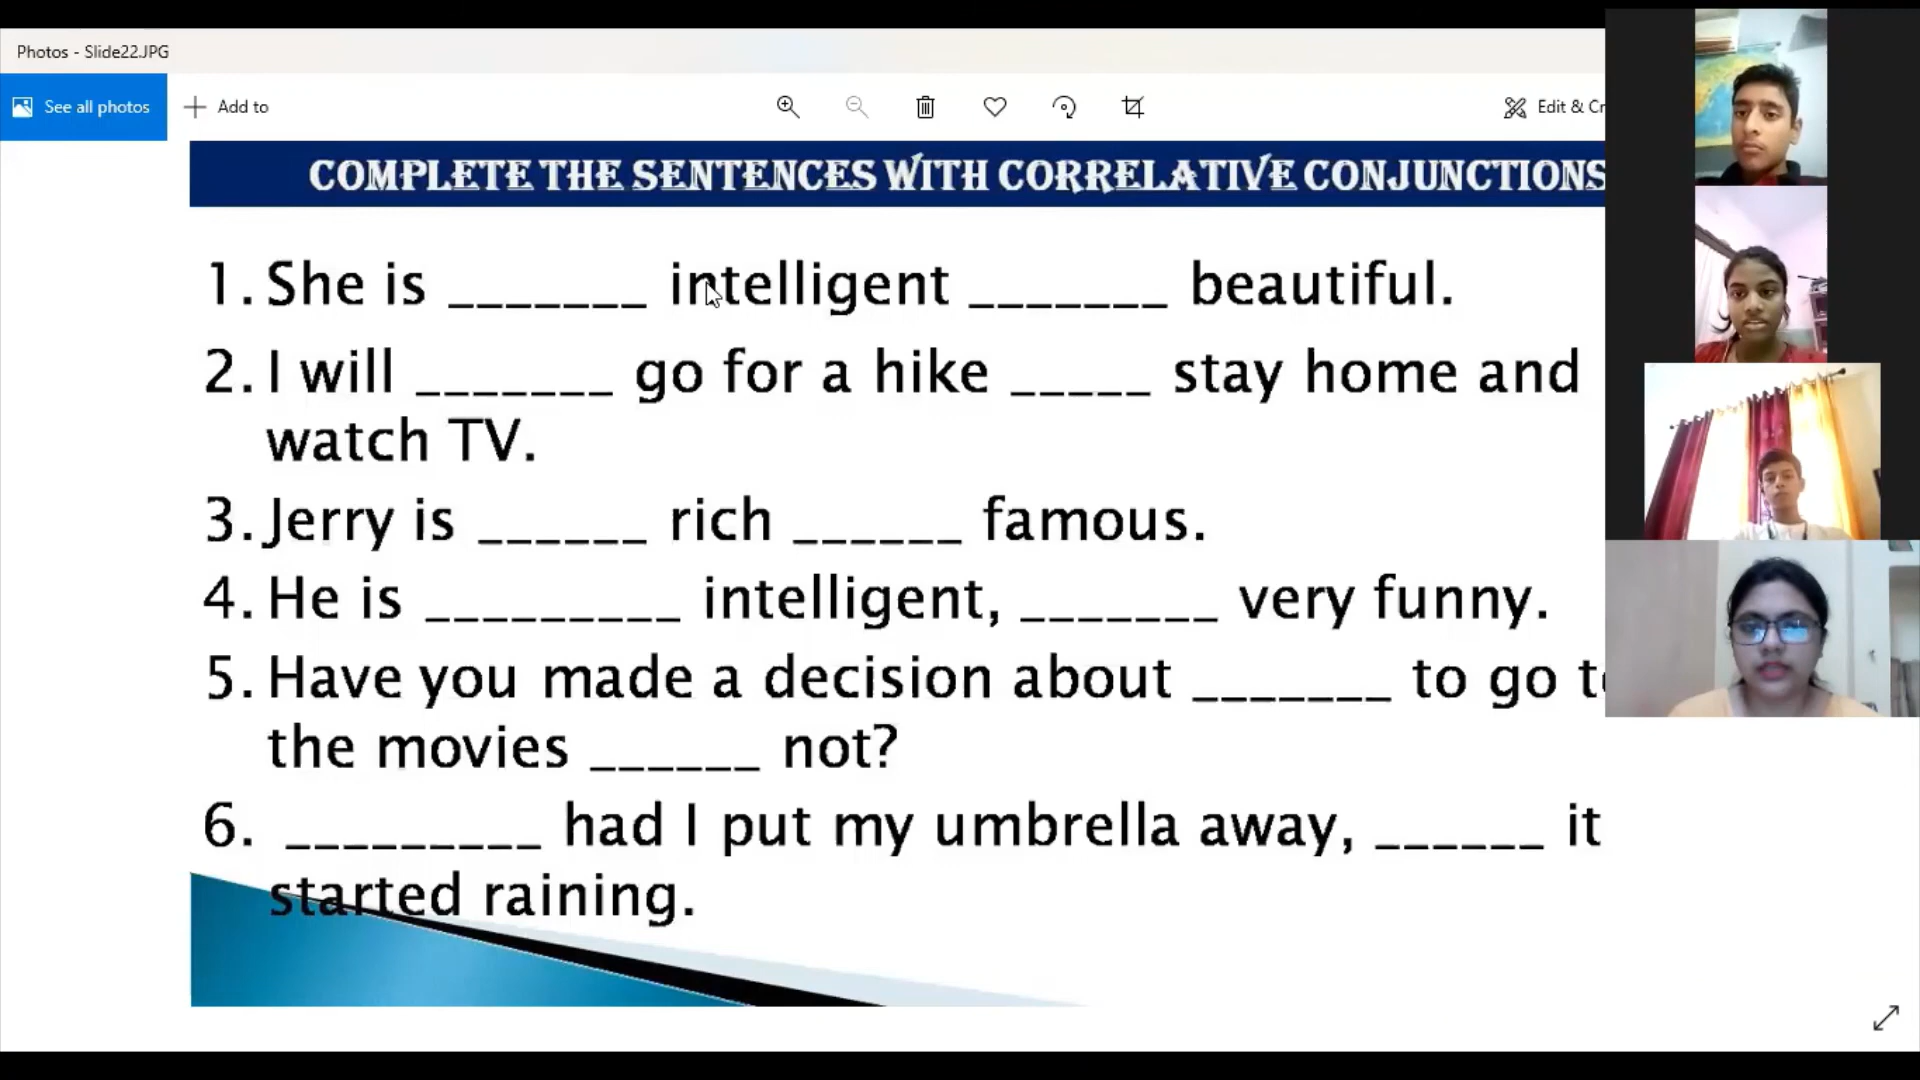 Photos - Slide22.JPG
See all photos
Add to
Edit & Cr
COMPLETE THE SENTENCES WITH CORRELATIVE CONJUNCTIONS
1. She is _______ intelligent _______ beautiful.
2. I will _______ go for a hike _____ stay home and
watch TV.
3. Jerry is ______ rich ______ famous.
4. He is _________ intelligent, _______ very funny.
5. Have you made a decision about _______ to go to
the movies ______ not?
6. _________ had I put my umbrella away, ______ it
started raining.